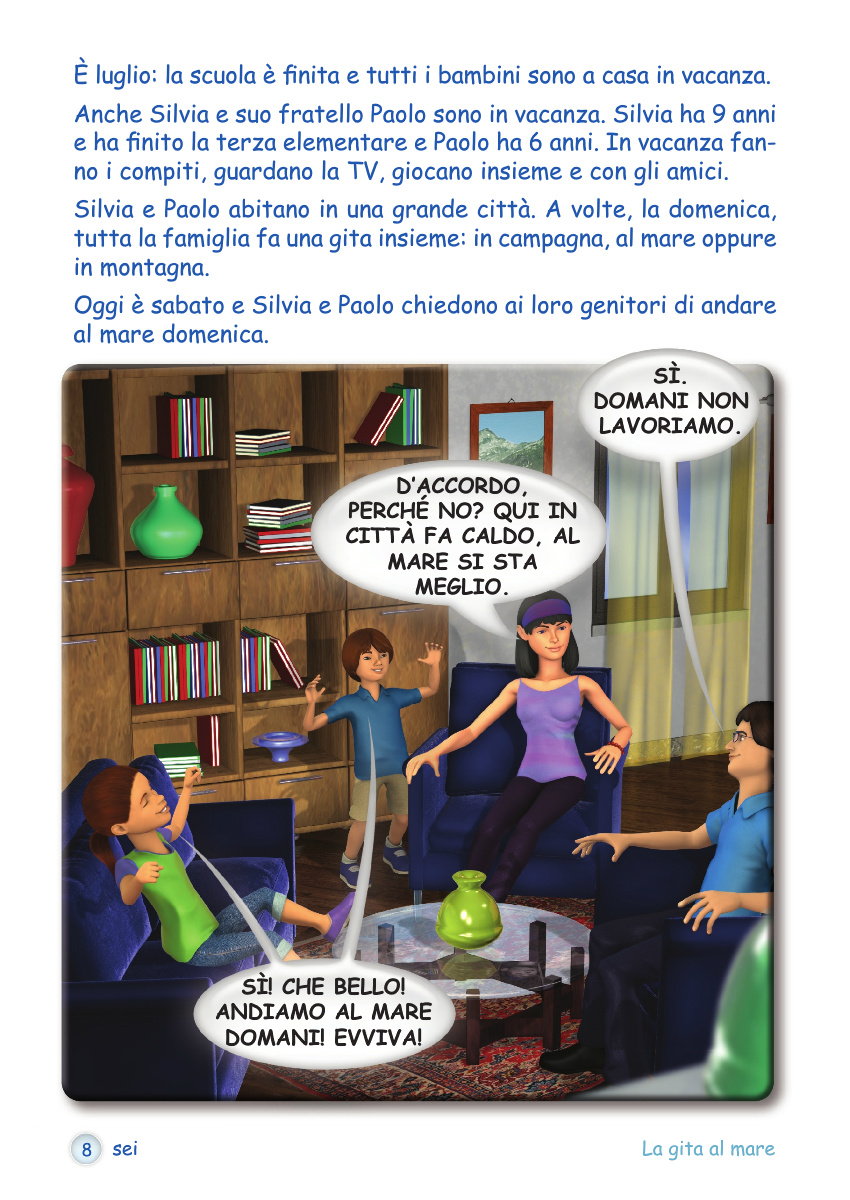 È luglio: la scuola è finita e tutti i bambini sono a casa in vacanza.
Anche Silvia e suo fratello Paolo sono in vacanza. Silvia ha 9 anni
e ha finito la terza elementare e Paolo ha 6 anni. In vacanza fan-
no i compiti, guardano la TV, giocano insieme e con gli amici.
Silvia e Paolo abitano in una grande città. A volte, la domenica,
tutta la famiglia fa una gita insieme: in campagna, al mare oppure
in montagna.
Oggi è sabato e Silvia e Paolo chiedono ai loro genitori di andare
al mare domenica.
SÌ.
DOMANI NON
LAVORIAMO.
D'ACCORDO,
PERCHÉ NO? QUI IN
CITTÀ FA CALDO, AL
MARE SI STA
MEGLIO.
SÌ! CHE BELLO!
ANDIAMO AL MARE
DOMANI! EVVIVA!
8 sei
La gita al mare